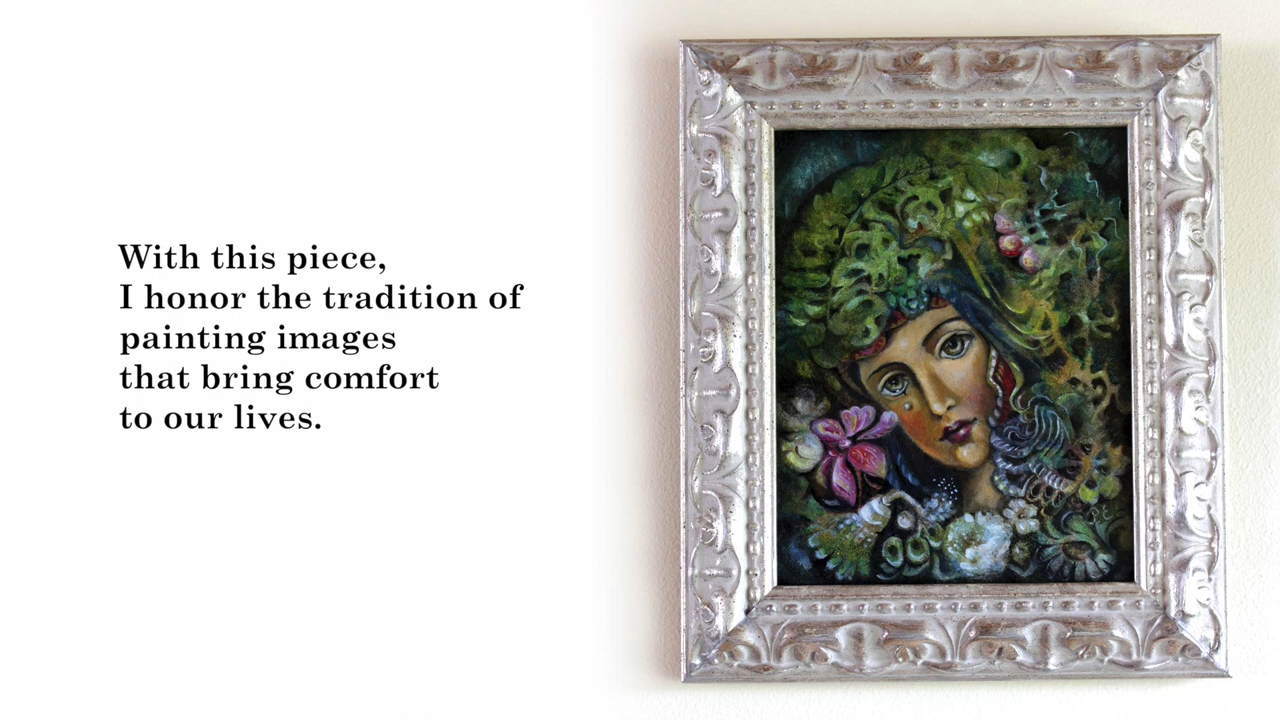 With this piece,
I honor the tradition of
painting images
that bring comfort
to our lives.